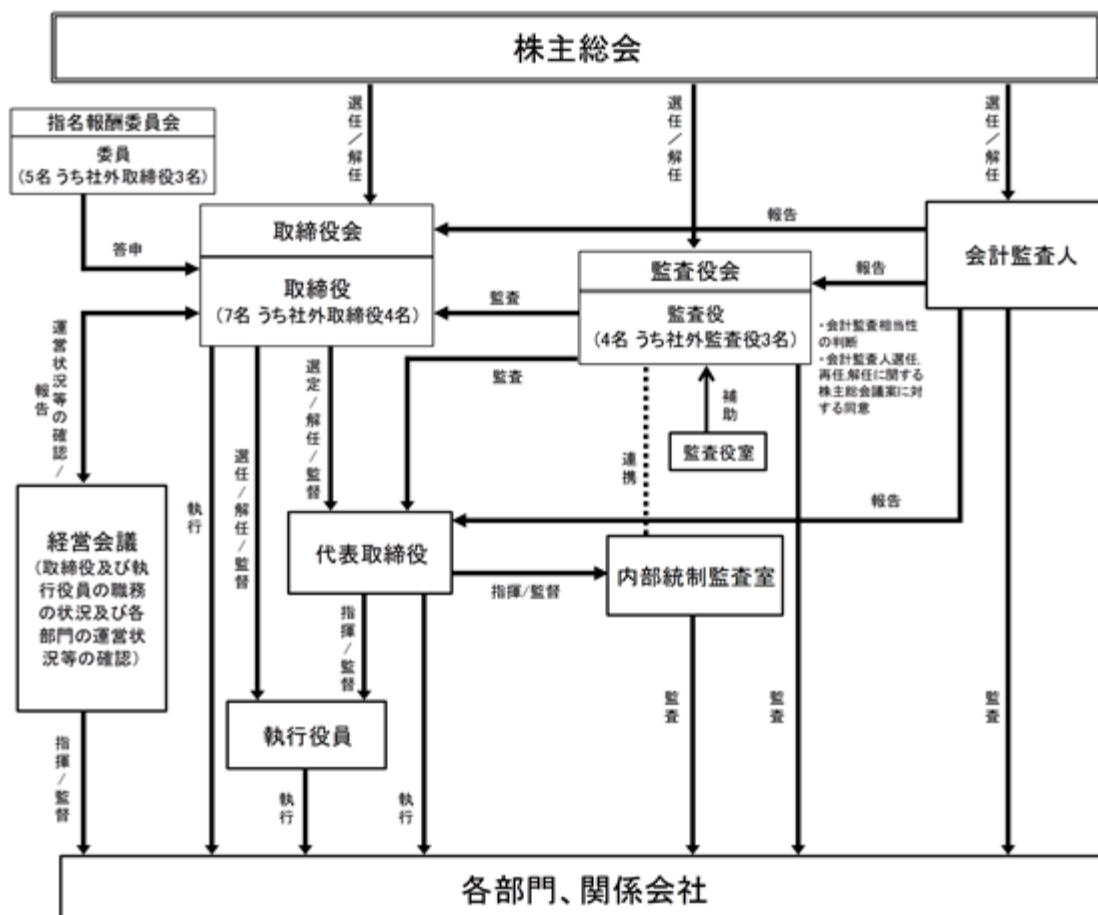 株主総会
選任/解任
選任/解任
選任/解任
指名報酬委員会
委員
(5名 うち社外取締役3名)
答申
取締役会
取締役
(7名 うち社外取締役4名)
監査役会
監査役
(4名 うち社外監査役3名)
会計監査人
報告
報告
監査
監査
・会計監査相当性
の判断
・会計監査人選任,
再任,解任に関する
株主総会議案に対
する同意
補助
監査役室
連携
運営状況等の確認/
報告
執行
選任/解任/監督
選定/解任/監督
報告
経営会議
(取締役及び執
行役員の職務
の状況及び各
部門の運営状
況等の確認)
代表取締役
指揮/監督
内部統制監査室
指揮/監督
執行役員
指揮/監督
執行
執行
監査
監査
監査
各部門、関係会社